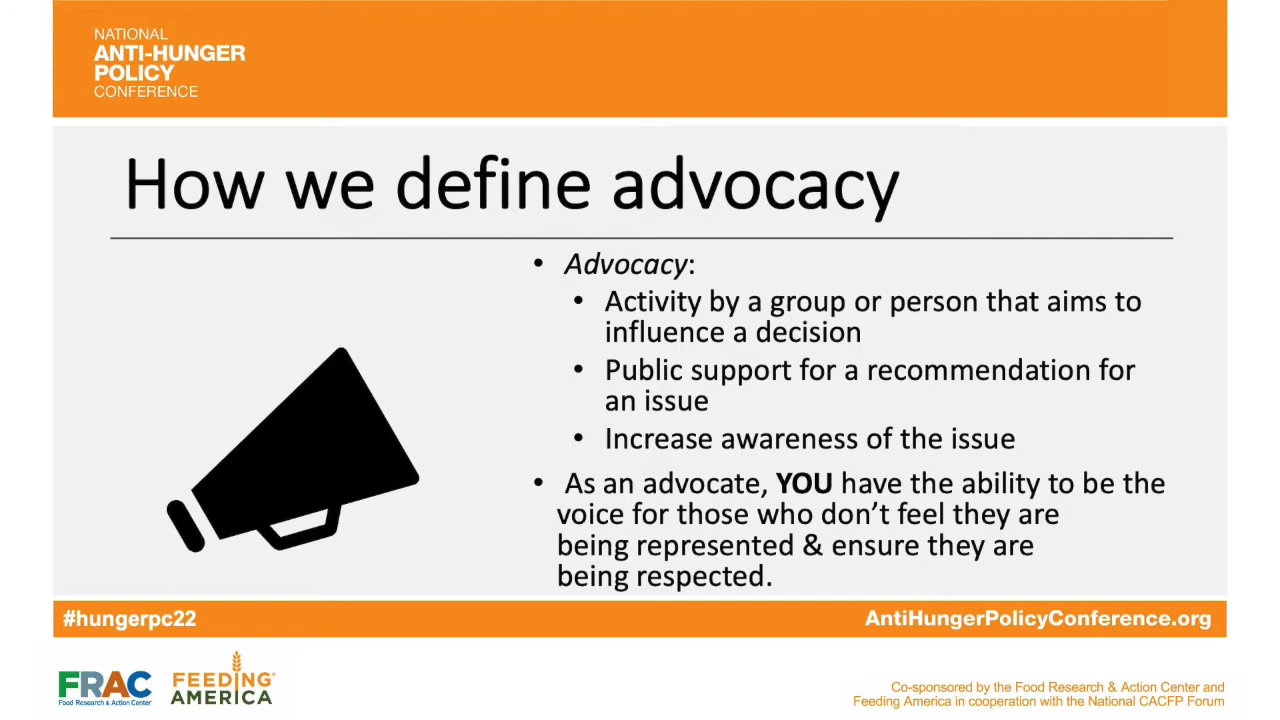 NATIONAL
ANTI-HUNGER
POLICY
CONFERENCE
How we define advocacy
• Advocacy:
• Activity by a group or person that aims to
influence a decision
• Public support for a recommendation for
an issue
• Increase awareness of the issue
• As an advocate, YOU have the ability to be the
voice for those who don’t feel they are
being represented & ensure they are
being respected.
#hungerpc22
AntiHungerPolicyConference.org
FRAC
Food Research & Action Center
FEEDING®
AMERICA
Co-sponsored by the Food Research & Action Center and
Feeding America in cooperation with the National CACFP Forum